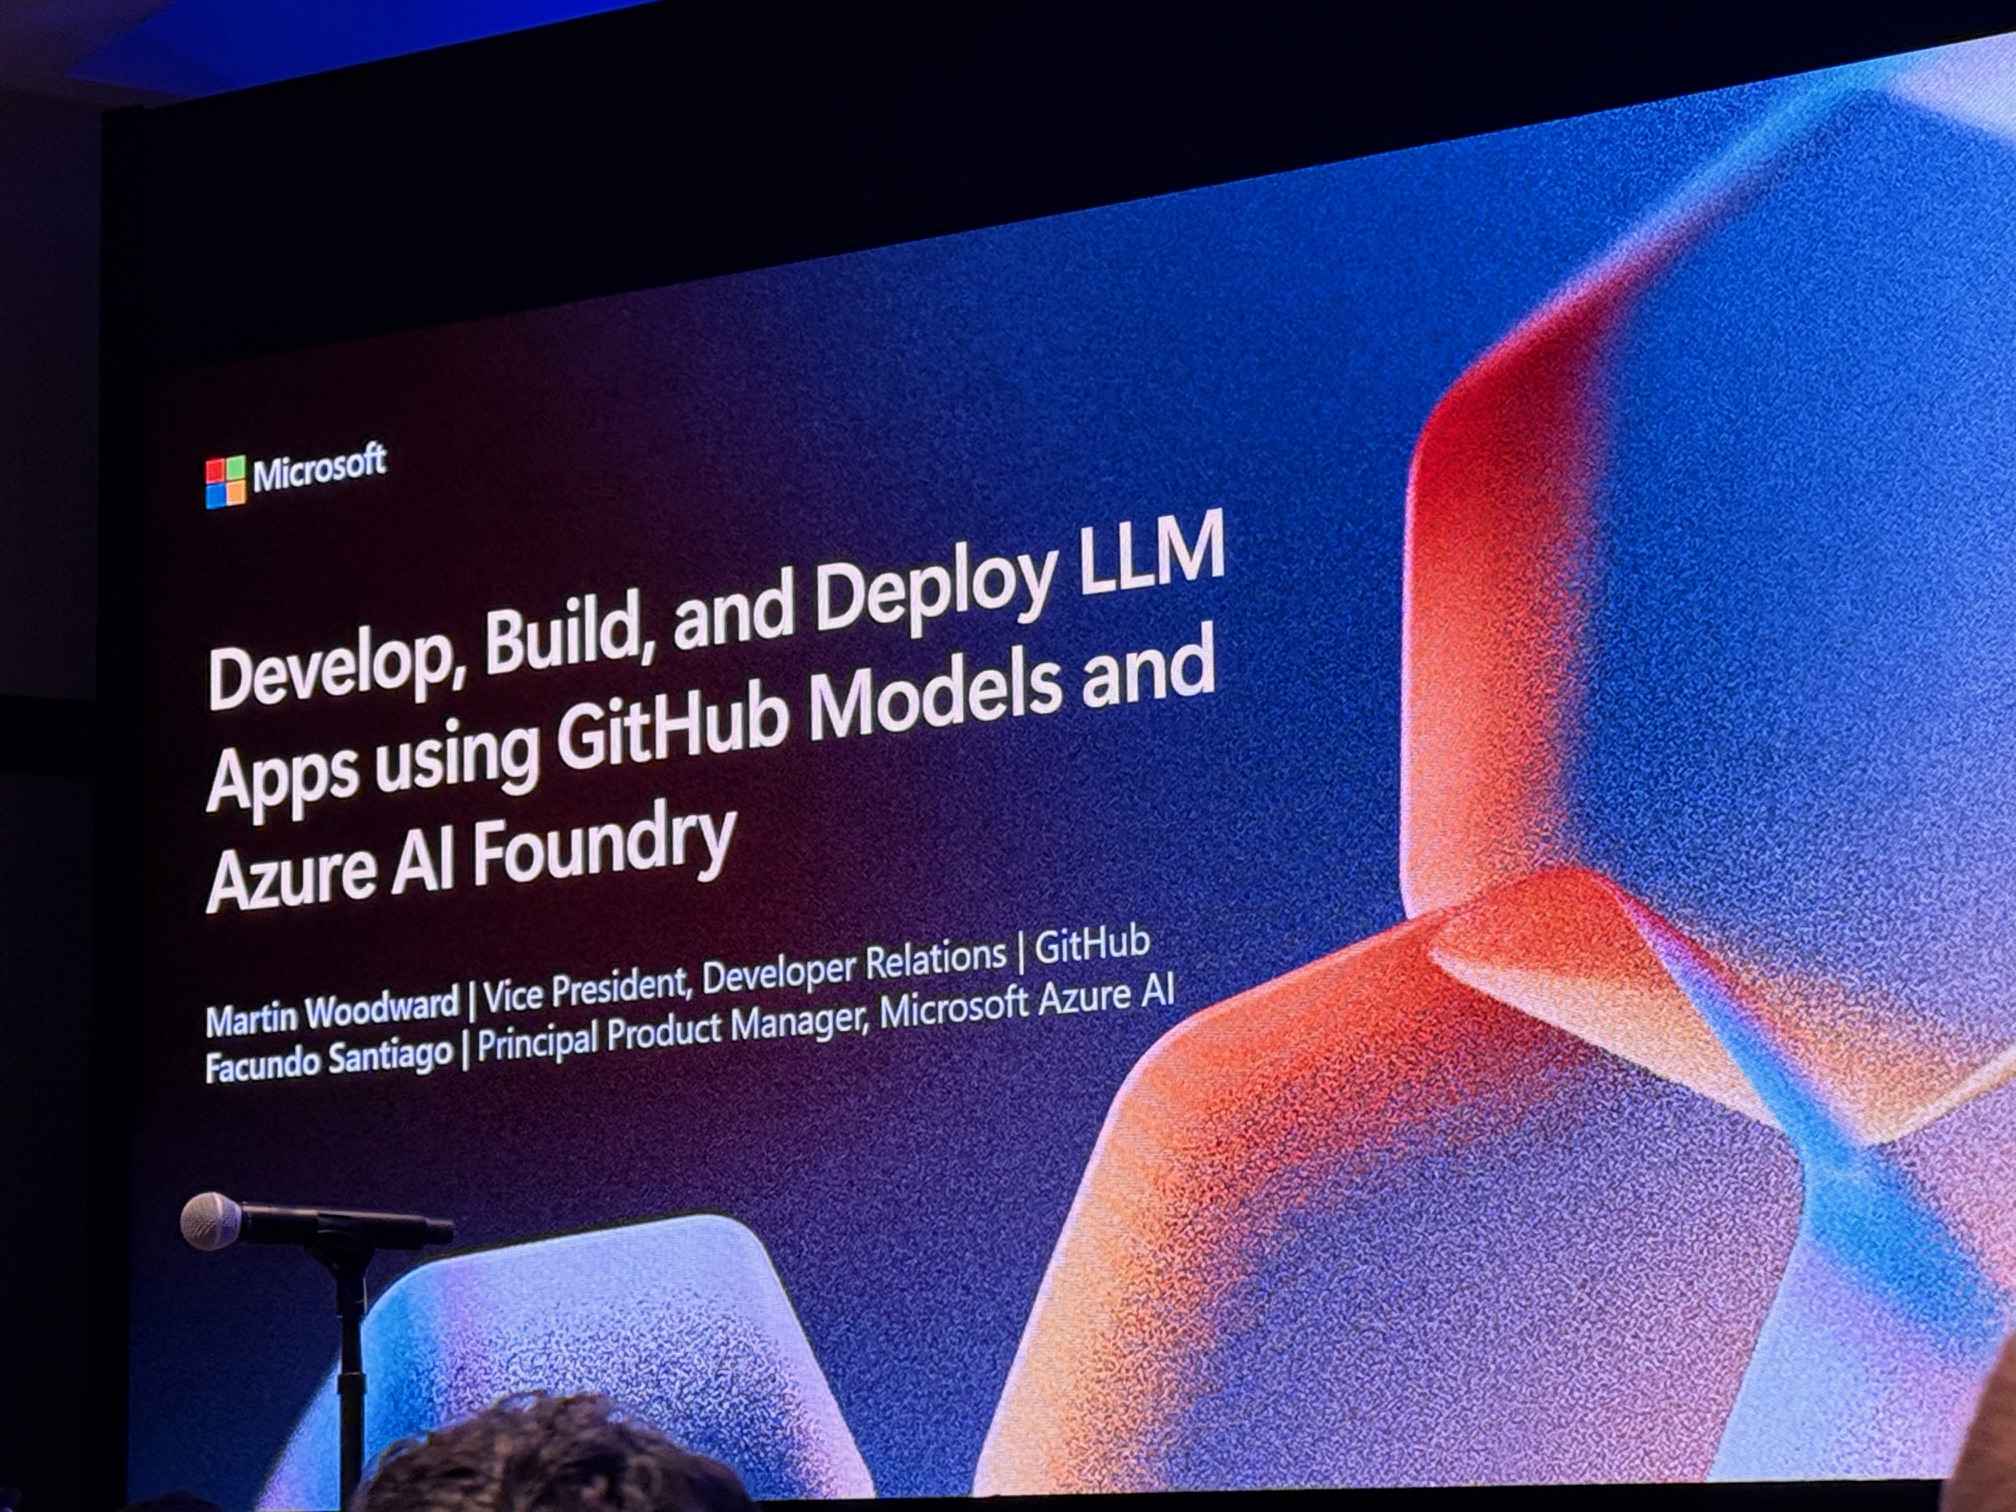 Microsoft
Develop, Build, and Deploy LLM
Apps using GitHub Models and
Azure AI Foundry
Martin Woodward | Vice President, Developer Relations | GitHub
Facundo Santiago | Principal Product Manager, Microsoft Azure AI